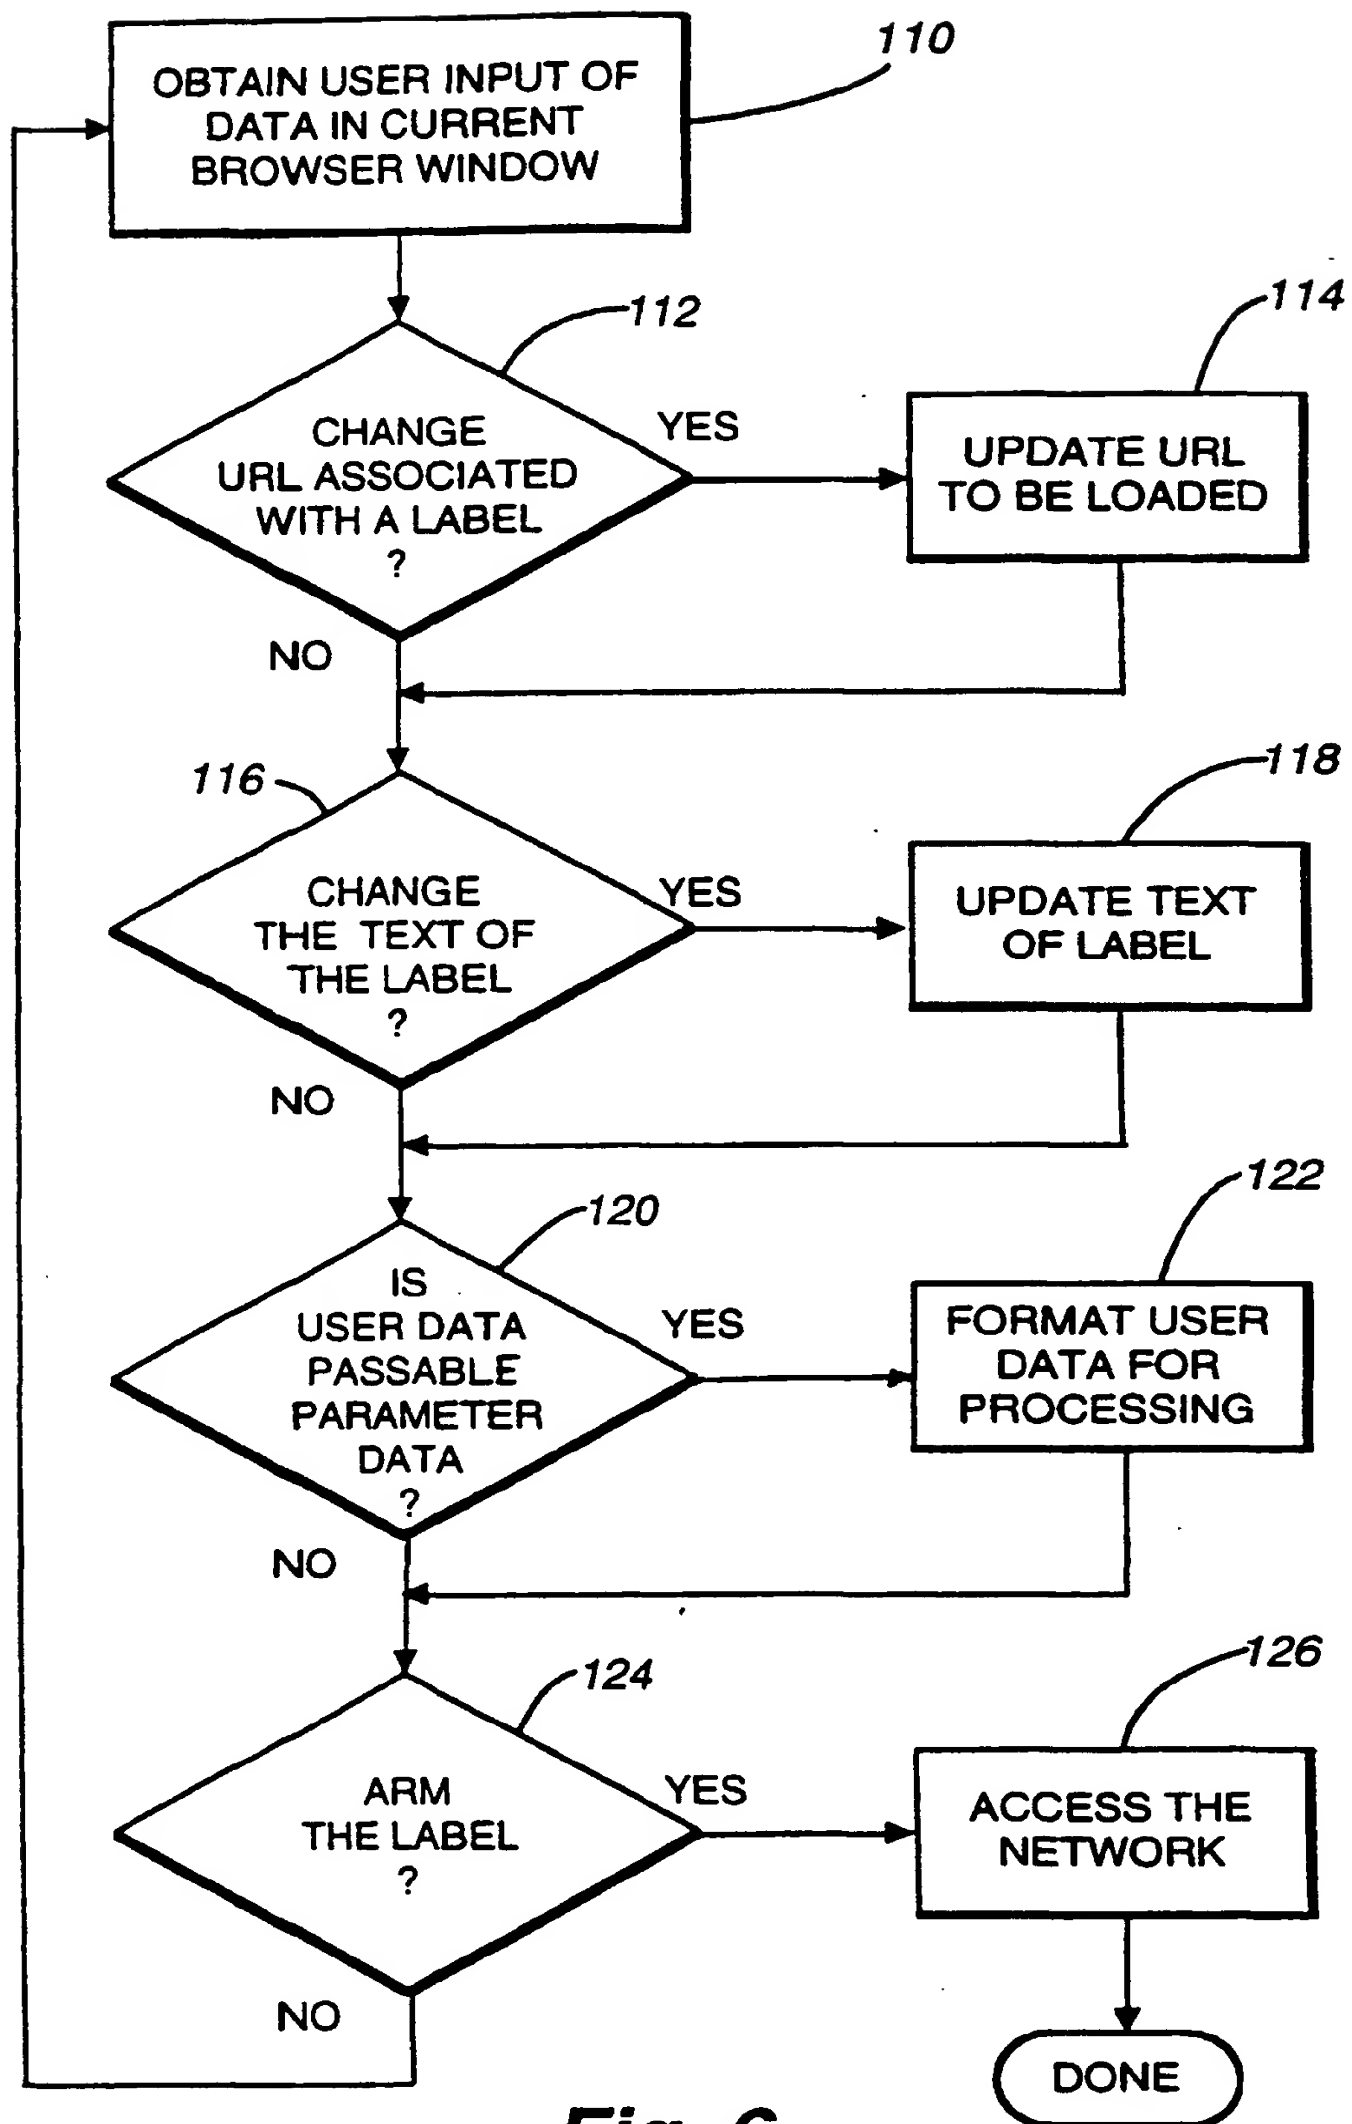 110
OBTAIN USER INPUT OF
DATA IN CURRENT
BROWSER WINDOW
112
114
CHANGE
URL ASSOCIATED
WITH A LABEL
?
YES
UPDATE URL
TO BE LOADED
NO
116
118
CHANGE
THE TEXT OF
THE LABEL
?
YES
UPDATE TEXT
OF LABEL
NO
120
122
IS
USER DATA
PASSABLE
PARAMETER
DATA
?
YES
FORMAT USER
DATA FOR
PROCESSING
NO
124
126
ARM
THE LABEL
?
YES
ACCESS THE
NETWORK
NO
DONE